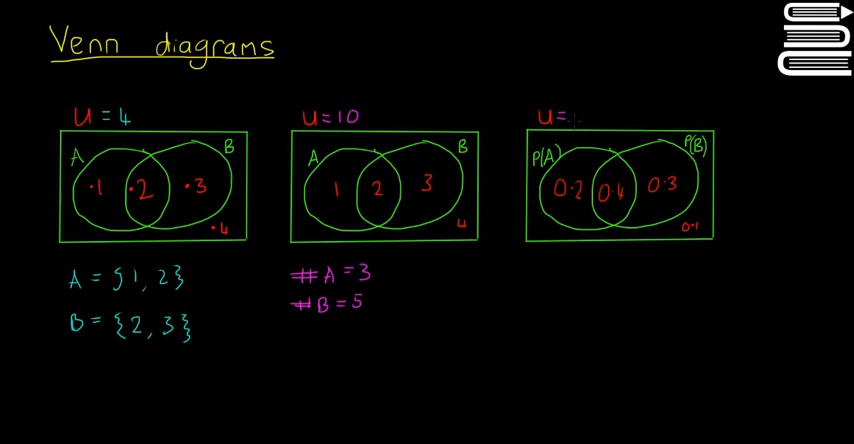 Venn diagrams
U = 4
A
B
·1
·2
·3
·4
A = {1, 2}
B = {2, 3}
U = 10
A
B
1
2
3
4
#A = 3
#B = 5
U =
P(A)
P(B)
0·2
0·4
0·3
0·1